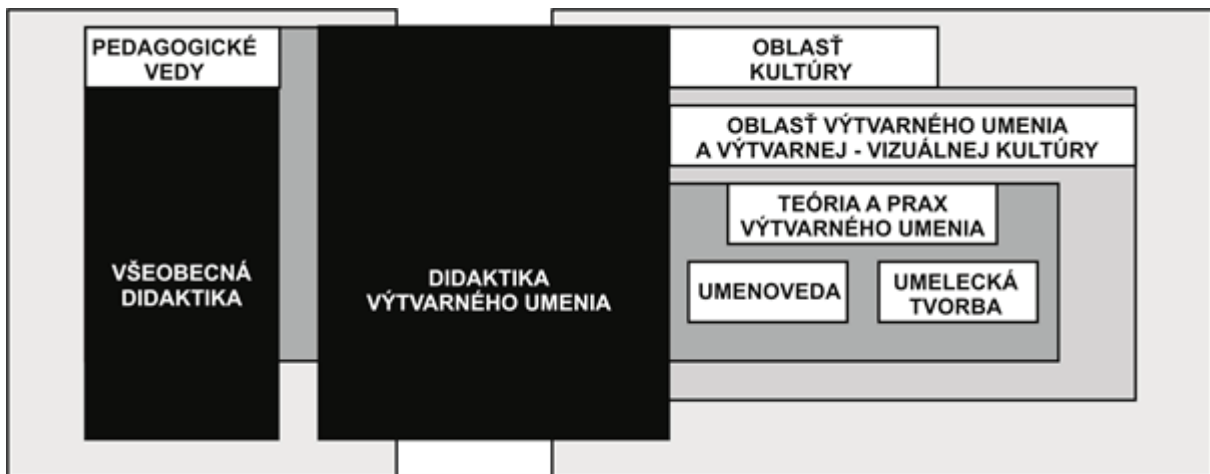 PEDAGOGICKÉ
VEDY
VŠEOBECNÁ
DIDAKTIKA
DIDAKTIKA
VÝTVARNÉHO UMENIA
OBLASŤ
KULTÚRY
OBLASŤ VÝTVARNÉHO UMENIA
A VÝTVARNEJ - VIZUÁLNEJ KULTÚRY
TEÓRIA A PRAX
VÝTVARNÉHO UMENIA
UMENOVEDA
UMELECKÁ
TVORBA